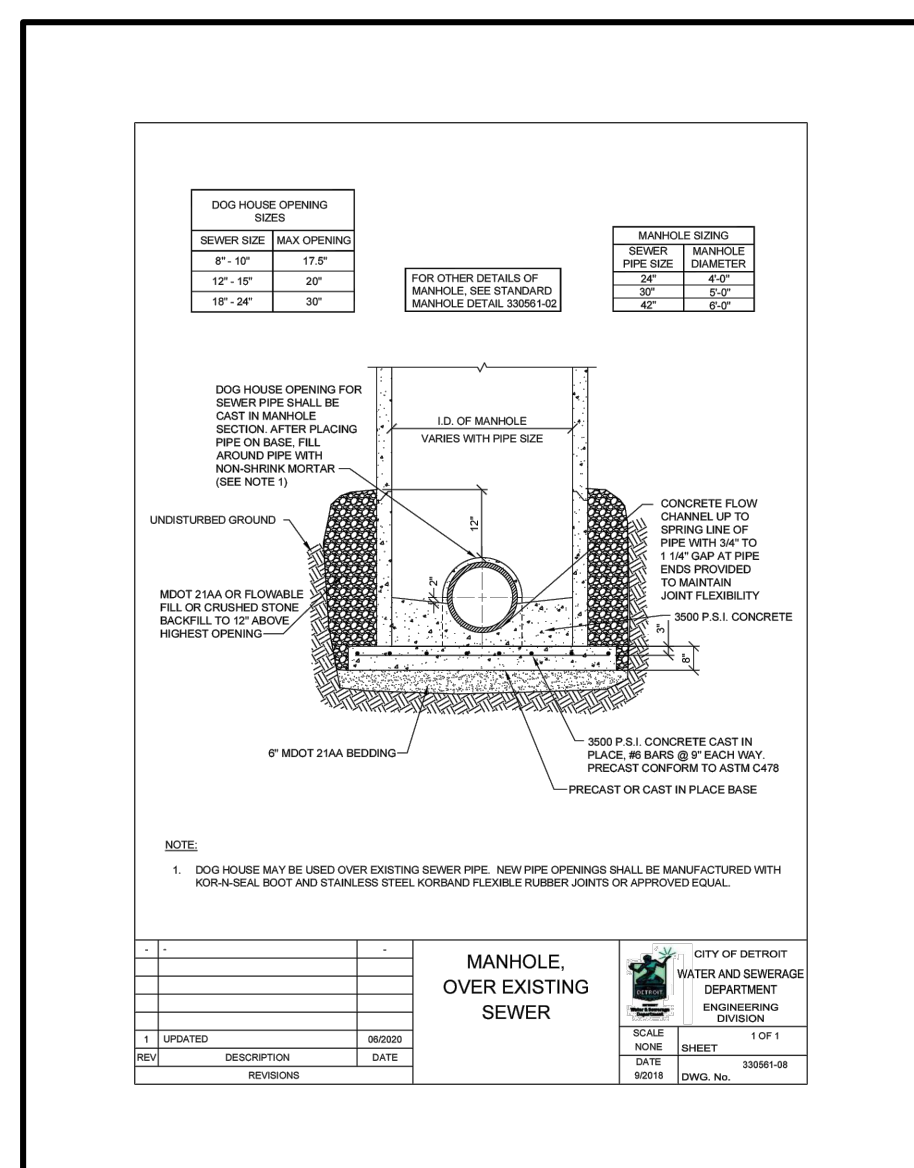 DOG HOUSE OPENING
SIZES
SEWER SIZE MAX OPENING
8" - 10" 17.5"
12" - 15" 20"
18" - 24" 30"
FOR OTHER DETAILS OF
MANHOLE, SEE STANDARD
MANHOLE DETAIL 330561-02
MANHOLE SIZING
SEWER
PIPE SIZE
MANHOLE
DIAMETER
24" 4'-0"
30" 5'-0"
42" 6'-0"
DOG HOUSE OPENING FOR
SEWER PIPE SHALL BE
CAST IN MANHOLE
SECTION. AFTER PLACING
PIPE ON BASE, FILL
AROUND PIPE WITH
NON-SHRINK MORTAR
(SEE NOTE 1)
I.D. OF MANHOLE
VARIES WITH PIPE SIZE
UNDISTURBED GROUND
12"
2"
CONCRETE FLOW
CHANNEL UP TO
SPRING LINE OF
PIPE WITH 3/4" TO
1 1/4" GAP AT PIPE
ENDS PROVIDED
TO MAINTAIN
JOINT FLEXIBILITY
MDOT 21AA OR FLOWABLE
FILL OR CRUSHED STONE
BACKFILL TO 12" ABOVE
HIGHEST OPENING
3500 P.S.I. CONCRETE
3"
8"
6" MDOT 21AA BEDDING
3500 P.S.I. CONCRETE CAST IN
PLACE, #6 BARS @ 9" EACH WAY.
PRECAST CONFORM TO ASTM C478
PRECAST OR CAST IN PLACE BASE
NOTE:
1. DOG HOUSE MAY BE USED OVER EXISTING SEWER PIPE. NEW PIPE OPENINGS SHALL BE MANUFACTURED WITH
KOR-N-SEAL BOOT AND STAINLESS STEEL KORBAND FLEXIBLE RUBBER JOINTS OR APPROVED EQUAL.
- - -
1 UPDATED 06/2020
REV DESCRIPTION DATE
REVISIONS
MANHOLE,
OVER EXISTING
SEWER
DETROIT
Water & Sewerage
Department
CITY OF DETROIT
WATER AND SEWERAGE
DEPARTMENT
ENGINEERING
DIVISION
SCALE
NONE
SHEET 1 OF 1
DATE
9/2018
DWG. No. 330561-08